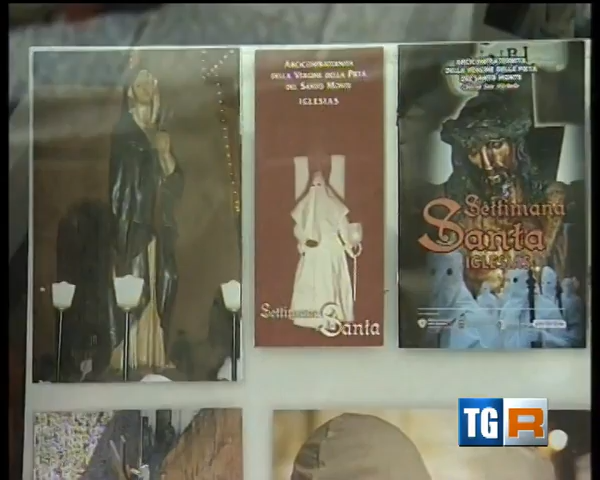 ARCICONFRATERNITA
DELLA VERGINE DELLA PIETÀ
DEL SANTO MONTE
IGLESIAS
Settimana
Santa
ARCICONFRATERNITA
DELLA VERGINE DELLA PIETÀ
DEL SANTO MONTE
Settimana
Santa
IGLESIAS
TGR